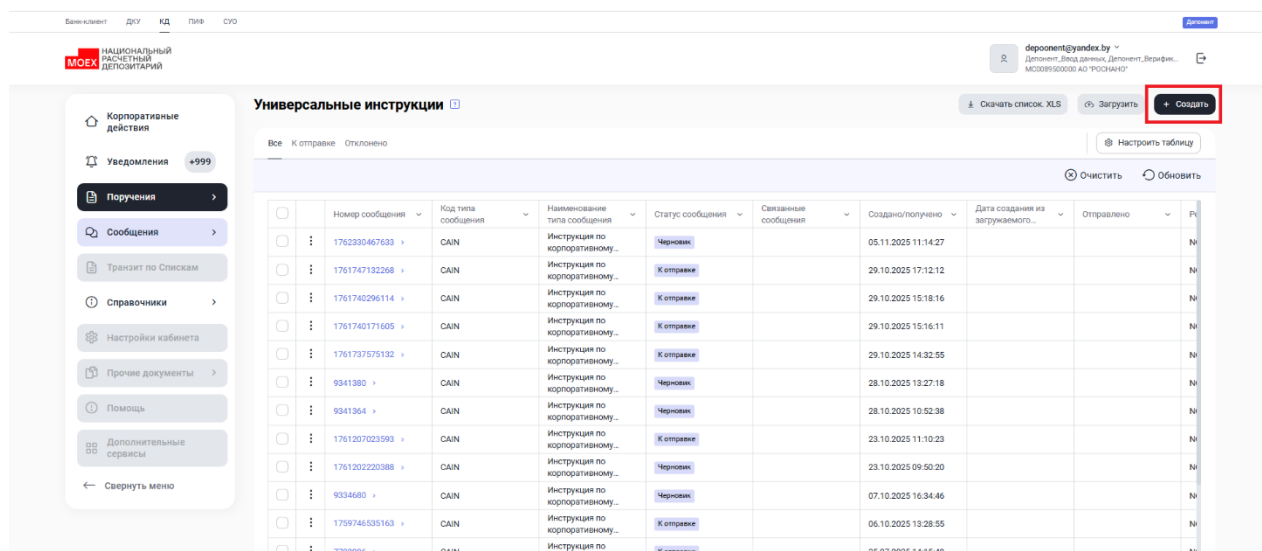 Банк-клиент ДКУ КД ПИФ СУО
Депонент
MOEX НАЦИОНАЛЬНЫЙ
РАСЧЕТНЫЙ
ДЕПОЗИТАРИЙ
depoonent@yandex.by
Депонент_Ввод данных, Депонент_Верифик...
MC0089500000 АО "РОСНАНО"
Корпоративные
действия
Уведомления +999
Поручения
Сообщения
Транзит по Спискам
Справочники
Настройки кабинета
Прочие документы
Помощь
Дополнительные
сервисы
Свернуть меню
Универсальные инструкции
Скачать список. XLS Загрузить + Создать
Все К отправке Отклонено
Настроить таблицу
Очистить Обновить
Номер сообщения Код типа сообщения Наименование типа сообщения Статус сообщения Связанные сообщения Создано/получено Дата создания из загружаемого... Отправлено
1762330467633 CAIN Инструкция по корпоративному... Черновик 05.11.2025 11:14:27
1761747132268 CAIN Инструкция по корпоративному... К отправке 29.10.2025 17:12:12
1761740296114 CAIN Инструкция по корпоративному... К отправке 29.10.2025 15:18:16
1761740171605 CAIN Инструкция по корпоративному... К отправке 29.10.2025 15:16:11
1761737575132 CAIN Инструкция по корпоративному... К отправке 29.10.2025 14:32:55
9341380 CAIN Инструкция по корпоративному... Черновик 28.10.2025 13:27:18
9341364 CAIN Инструкция по корпоративному... Черновик 28.10.2025 10:52:38
1761207023593 CAIN Инструкция по корпоративному... К отправке 23.10.2025 11:10:23
1761202220388 CAIN Инструкция по корпоративному... Черновик 23.10.2025 09:50:20
9334680 CAIN Инструкция по корпоративному... Черновик 07.10.2025 16:34:46
1759746535163 CAIN Инструкция по корпоративному... К отправке 06.10.2025 13:28:55
Инструкция по